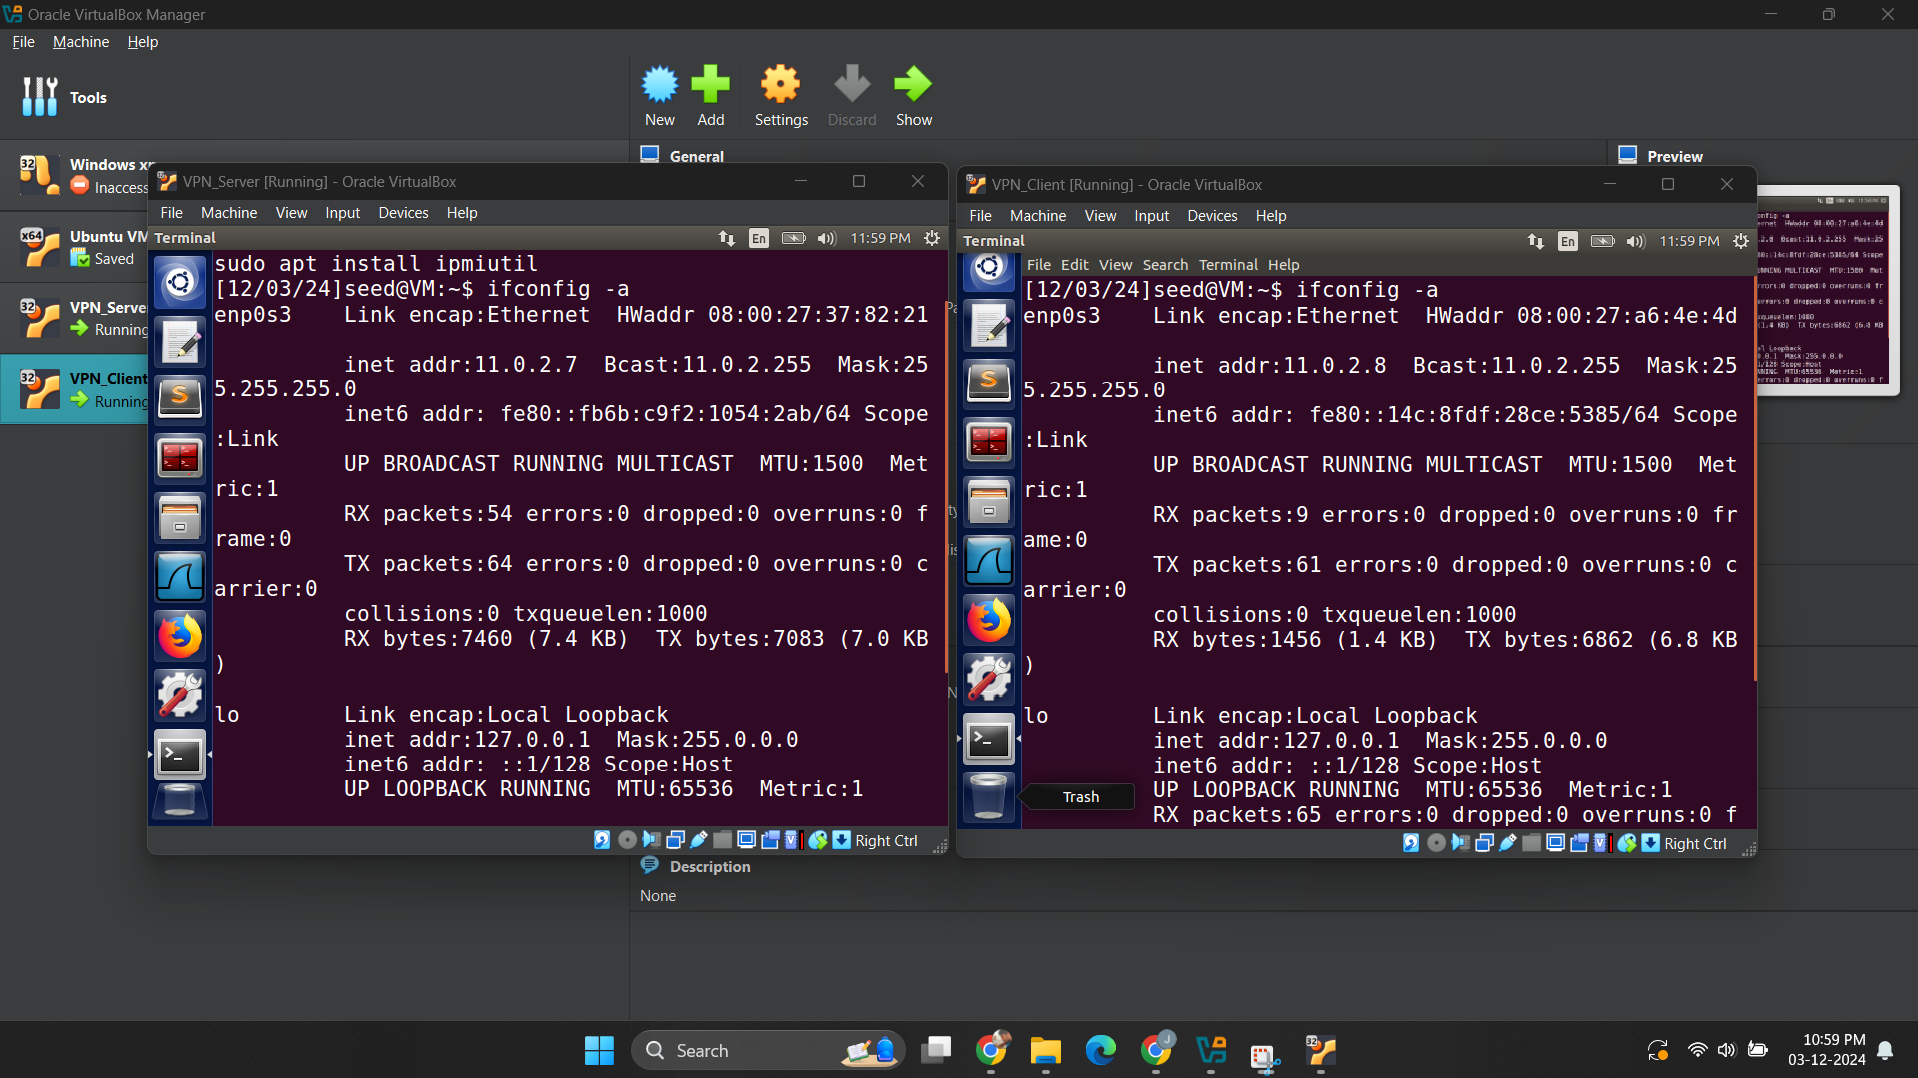 Oracle VirtualBox Manager
File Machine Help
Tools
New Add Settings Discard Show
General
Preview
32 Windows xp
Inaccess
x64 Ubuntu VM
Saved
32 VPN_Serve
Running
32 VPN_Client
Running
VPN_Server [Running] - Oracle VirtualBox
File Machine View Input Devices Help
Terminal En 11:59 PM
sudo apt install ipmiutil
[12/03/24]seed@VM:~$ ifconfig -a
enp0s3 Link encap:Ethernet HWaddr 08:00:27:37:82:21
inet addr:11.0.2.7 Bcast:11.0.2.255 Mask:25
5.255.255.0
inet6 addr: fe80::fb6b:c9f2:1054:2ab/64 Scope
:Link
UP BROADCAST RUNNING MULTICAST MTU:1500 Met
ric:1
RX packets:54 errors:0 dropped:0 overruns:0 f
rame:0
TX packets:64 errors:0 dropped:0 overruns:0 c
arrier:0
collisions:0 txqueuelen:1000
RX bytes:7460 (7.4 KB) TX bytes:7083 (7.0 KB
)
lo Link encap:Local Loopback
inet addr:127.0.0.1 Mask:255.0.0.0
inet6 addr: ::1/128 Scope:Host
UP LOOPBACK RUNNING MTU:65536 Metric:1
Right Ctrl
VPN_Client [Running] - Oracle VirtualBox
File Machine View Input Devices Help
Terminal En 11:59 PM
File Edit View Search Terminal Help
[12/03/24]seed@VM:~$ ifconfig -a
enp0s3 Link encap:Ethernet HWaddr 08:00:27:a6:4e:4d
inet addr:11.0.2.8 Bcast:11.0.2.255 Mask:25
5.255.255.0
inet6 addr: fe80::14c:8fdf:28ce:5385/64 Scope
:Link
UP BROADCAST RUNNING MULTICAST MTU:1500 Met
ric:1
RX packets:9 errors:0 dropped:0 overruns:0 fr
ame:0
TX packets:61 errors:0 dropped:0 overruns:0 c
arrier:0
collisions:0 txqueuelen:1000
RX bytes:1456 (1.4 KB) TX bytes:6862 (6.8 KB
)
lo Link encap:Local Loopback
inet addr:127.0.0.1 Mask:255.0.0.0
inet6 addr: ::1/128 Scope:Host
UP LOOPBACK RUNNING MTU:65536 Metric:1
RX packets:65 errors:0 dropped:0 overruns:0 f
Trash
Right Ctrl
Description
None
Search
10:59 PM
03-12-2024